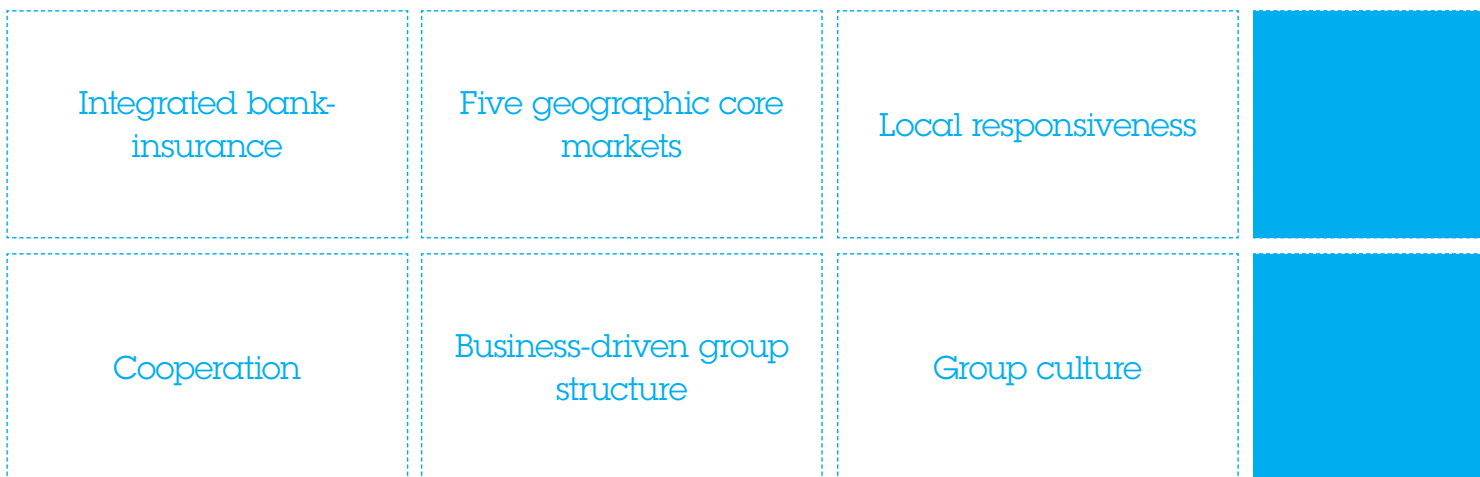 Integrated bank-
insurance
Five geographic core
markets
Local responsiveness
Cooperation
Business-driven group
structure
Group culture